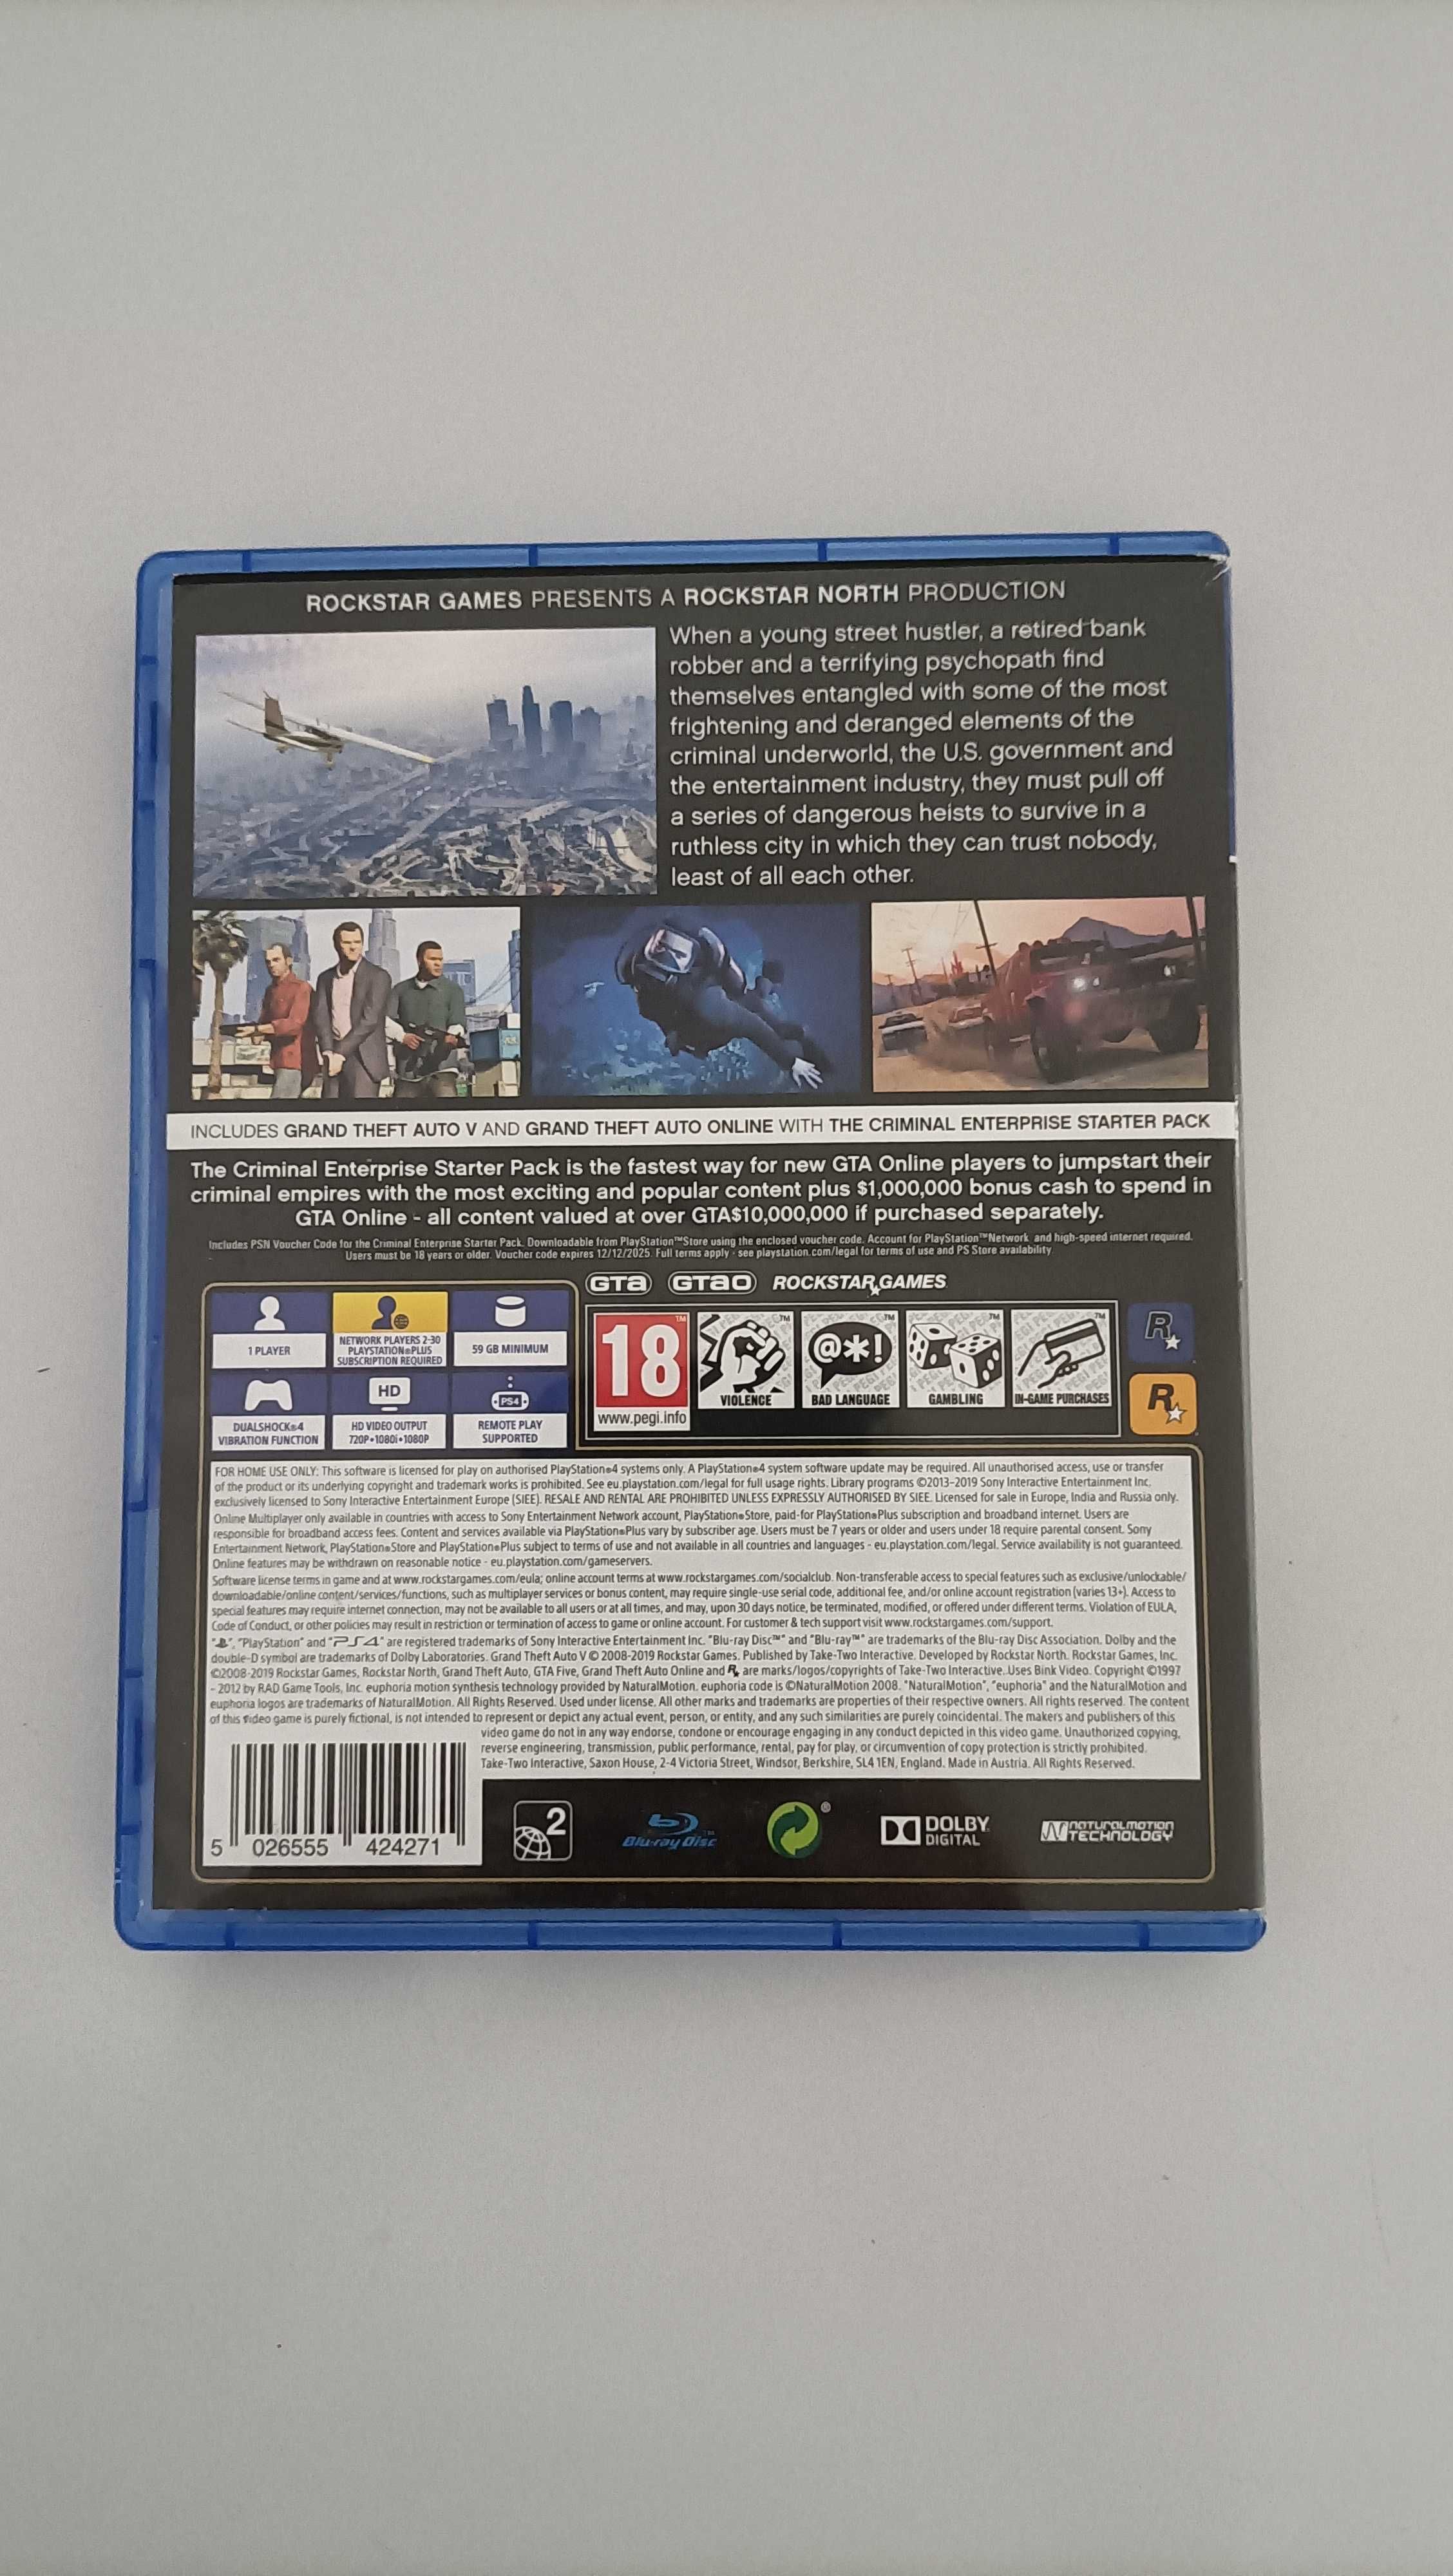 ROCKSTAR GAMES PRESENTS A ROCKSTAR NORTH PRODUCTION
When a young street hustler, a retired bank
robber and a terrifying psychopath find
themselves entangled with some of the most
frightening and deranged elements of the
criminal underworld, the U.S. government and
the entertainment industry, they must pull off
a series of dangerous heists to survive in a
ruthless city in which they can trust nobody,
least of all each other.
INCLUDES GRAND THEFT AUTO V AND GRAND THEFT AUTO ONLINE WITH THE CRIMINAL ENTERPRISE STARTER PACK
The Criminal Enterprise Starter Pack is the fastest way for new GTA Online players to jumpstart their
criminal empires with the most exciting and popular content plus $1,000,000 bonus cash to spend in
GTA Online - all content valued at over GTA$10,000,000 if purchased separately.
Includes PSN Voucher Code for the Criminal Enterprise Starter Pack. Downloadable from PlayStation™Store using the enclosed voucher code. Account for PlayStation™Network and high-speed internet required.
Users must be 18 years or older. Voucher code expires 12/12/2025. Full terms apply - see playstation.com/legal for terms of use and PS Store availability
GTA GTAO ROCKSTAR GAMES
1 PLAYER
NETWORK PLAYERS 2-30
PLAYSTATION®PLUS
SUBSCRIPTION REQUIRED
59 GB MINIMUM
DUALSHOCK®4
VIBRATION FUNCTION
HD
HD VIDEO OUTPUT
720P•1080i•1080P
PS4
REMOTE PLAY
SUPPORTED
18
www.pegi.info
VIOLENCE
@*!
BAD LANGUAGE
GAMBLING
IN-GAME PURCHASES
R
R
FOR HOME USE ONLY: This software is licensed for play on authorised PlayStation®4 systems only. A PlayStation®4 system software update may be required. All unauthorised access, use or transfer
of the product or its underlying copyright and trademark works is prohibited. See eu.playstation.com/legal for full usage rights. Library programs ©2013-2019 Sony Interactive Entertainment Inc.
exclusively licensed to Sony Interactive Entertainment Europe (SIEE). RESALE AND RENTAL ARE PROHIBITED UNLESS EXPRESSLY AUTHORISED BY SIEE. Licensed for sale in Europe, India and Russia only.
Online Multiplayer only available in countries with access to Sony Entertainment Network account, PlayStation®Store, paid-for PlayStation®Plus subscription and broadband internet. Users are
responsible for broadband access fees. Content and services available via PlayStation®Plus vary by subscriber age. Users must be 7 years or older and users under 18 require parental consent. Sony
Entertainment Network, PlayStation®Store and PlayStation®Plus subject to terms of use and not available in all countries and languages - eu.playstation.com/legal. Service availability is not guaranteed.
Online features may be withdrawn on reasonable notice - eu.playstation.com/gameservers.
Software license terms in game and at www.rockstargames.com/eula; online account terms at www.rockstargames.com/socialclub. Non-transferable access to special features such as exclusive/unlockable/
downloadable/online content/services/functions, such as multiplayer services or bonus content, may require single-use serial code, additional fee, and/or online account registration (varies 13+). Access to
special features may require internet connection, may not be available to all users or at all times, and may, upon 30 days notice, be terminated, modified, or offered under different terms. Violation of EULA,
Code of Conduct, or other policies may result in restriction or termination of access to game or online account. For customer & tech support visit www.rockstargames.com/support.
"PlayStation" and "PS4" are registered trademarks of Sony Interactive Entertainment Inc. "Blu-ray Disc™" and "Blu-ray™" are trademarks of the Blu-ray Disc Association. Dolby and the
double-D symbol are trademarks of Dolby Laboratories. Grand Theft Auto V © 2008-2019 Rockstar Games. Published by Take-Two Interactive. Developed by Rockstar North. Rockstar Games, Inc.
©2008-2019 Rockstar Games, Rockstar North, Grand Theft Auto, GTA Five, Grand Theft Auto Online and R are marks/logos/copyrights of Take-Two Interactive. Uses Bink Video. Copyright ©1997
- 2012 by RAD Game Tools, Inc. euphoria motion synthesis technology provided by NaturalMotion. euphoria code is ©NaturalMotion 2008. "NaturalMotion", "euphoria" and the NaturalMotion and
euphoria logos are trademarks of NaturalMotion. All Rights Reserved. Used under license. All other marks and trademarks are properties of their respective owners. All rights reserved. The content
of this video game is purely fictional, is not intended to represent or depict any actual event, person, or entity, and any such similarities are purely coincidental. The makers and publishers of this
video game do not in any way endorse, condone or encourage engaging in any conduct depicted in this video game. Unauthorized copying,
reverse engineering, transmission, public performance, rental, pay for play, or circumvention of copy protection is strictly prohibited.
Take-Two Interactive, Saxon House, 2-4 Victoria Street, Windsor, Berkshire, SL4 1EN, England. Made in Austria. All Rights Reserved.
5 026555 424271
2
Blu-ray Disc
DOLBY
DIGITAL
NATURALMOTION
TECHNOLOGY